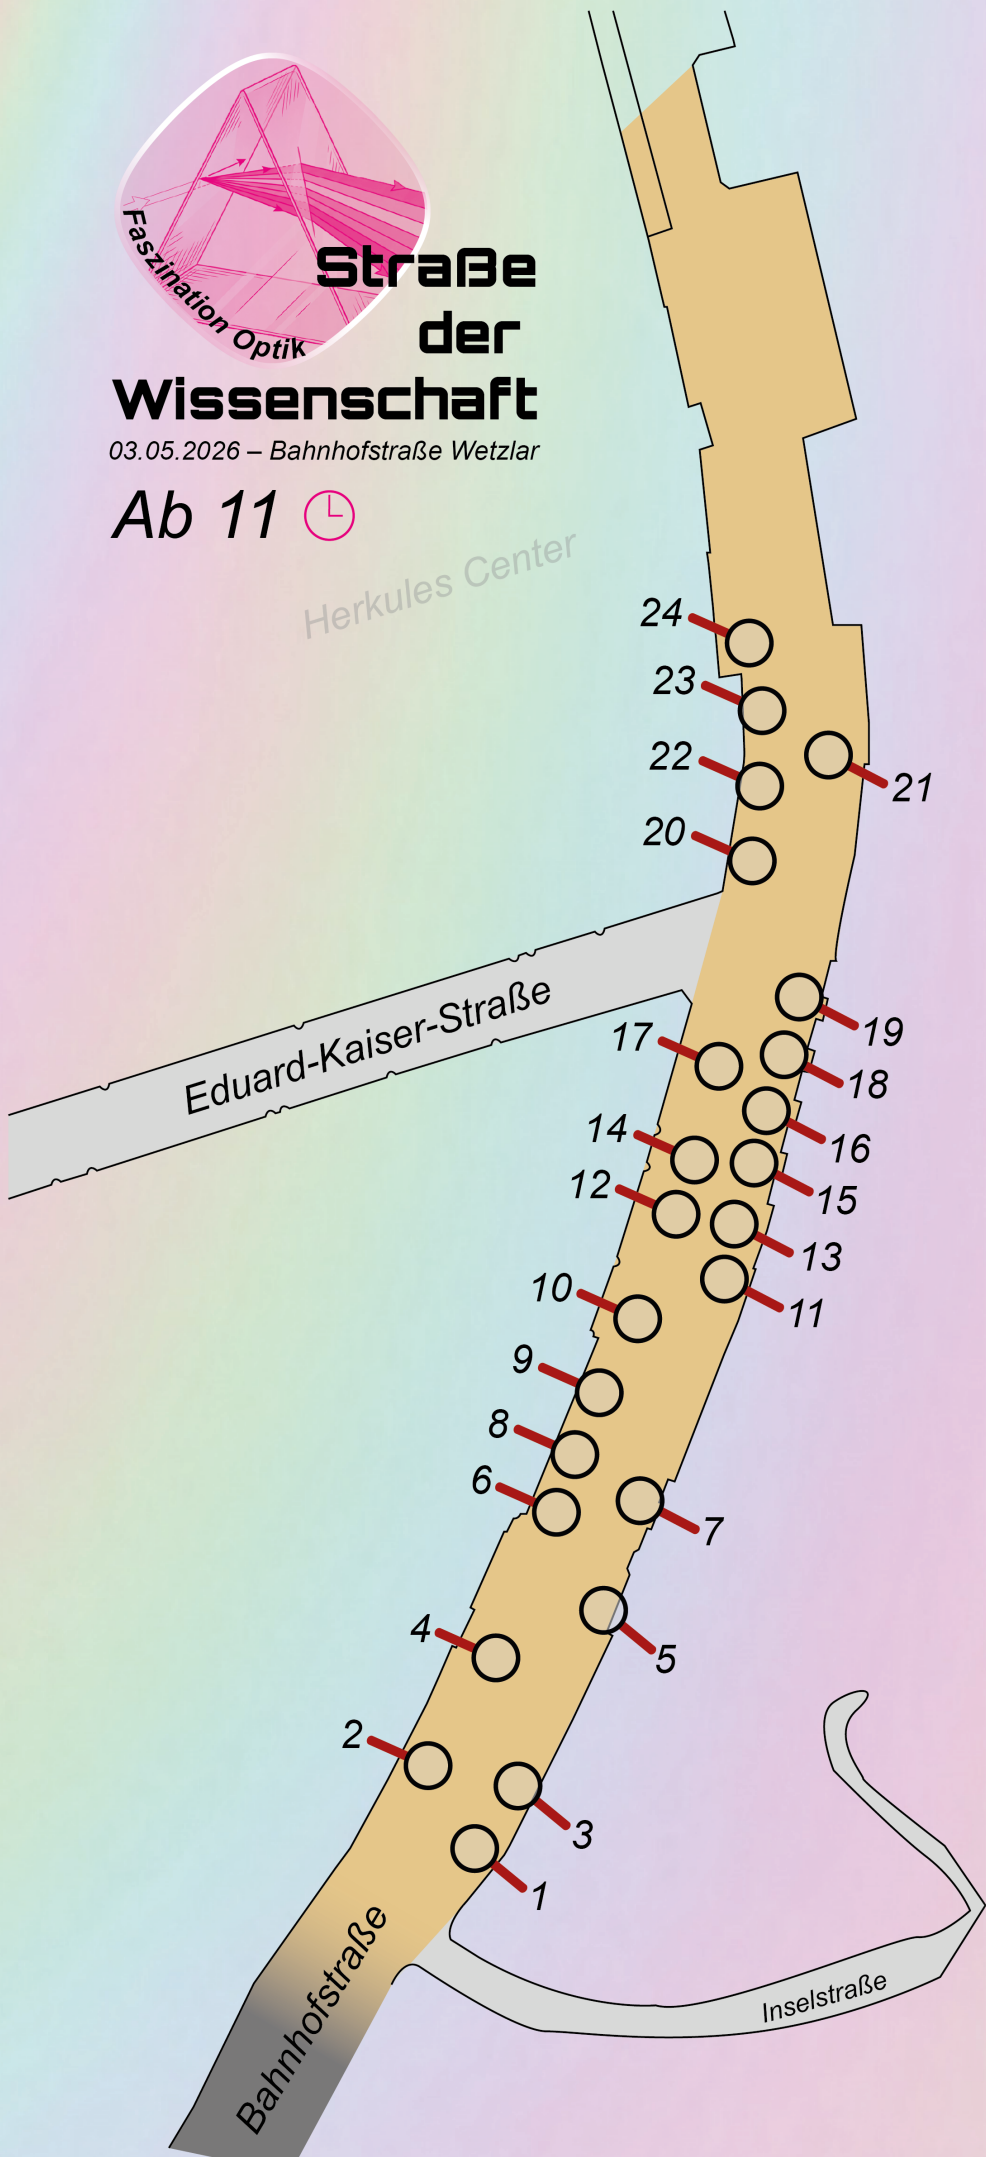 Faszination Optik
Straße
der
Wissenschaft
03.05.2026 – Bahnhofstraße Wetzlar
Ab 11
Herkules Center
24
23
22
21
20
Eduard-Kaiser-Straße
19
17
18
14
16
12
15
13
10
11
9
8
6
7
4
5
2
3
1
Bahnhofstraße
Inselstraße